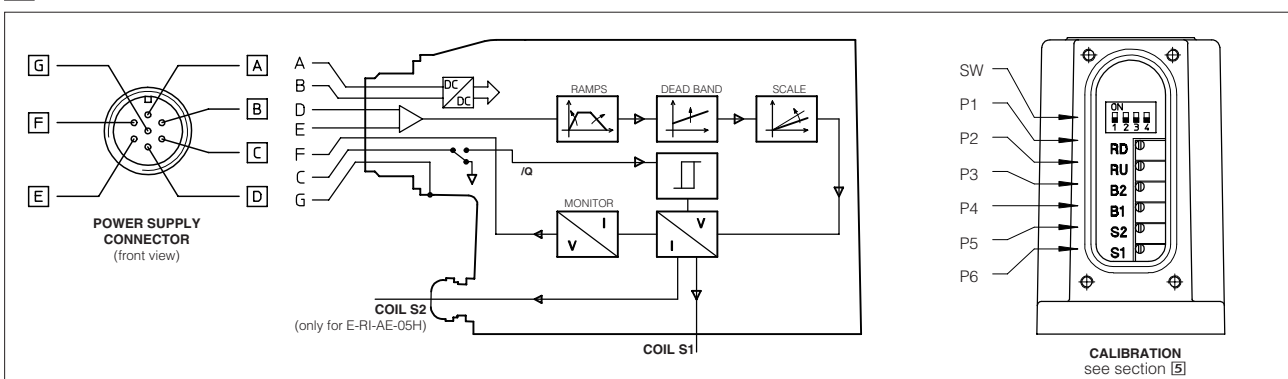 G
F
E
A
B
C
D
POWER SUPPLY
CONNECTOR
(front view)
A
B
D
E
F
C
G
DC
DC
RAMPS
DEAD BAND
SCALE
/Q
MONITOR
I
V
V
I
COIL S2
(only for E-RI-AE-05H)
COIL S1
SW
P1
P2
P3
P4
P5
P6
ON
1 2 3 4
RD
RU
B2
B1
S2
S1
CALIBRATION
see section 5